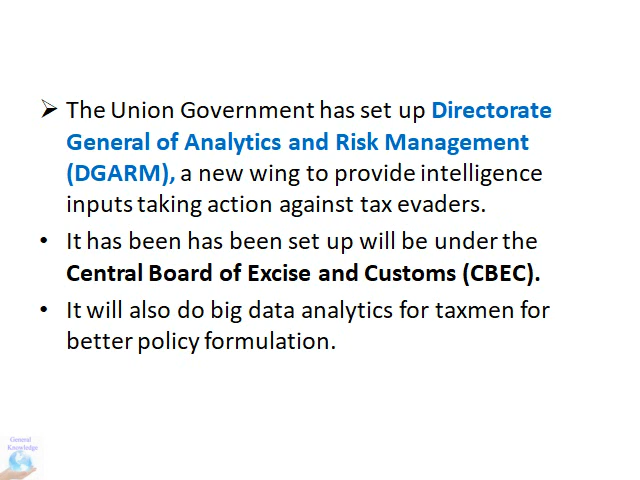 ➢ The Union Government has set up Directorate
General of Analytics and Risk Management
(DGARM), a new wing to provide intelligence
inputs taking action against tax evaders.
• It has been has been set up will be under the
Central Board of Excise and Customs (CBEC).
• It will also do big data analytics for taxmen for
better policy formulation.
General
Knowledge